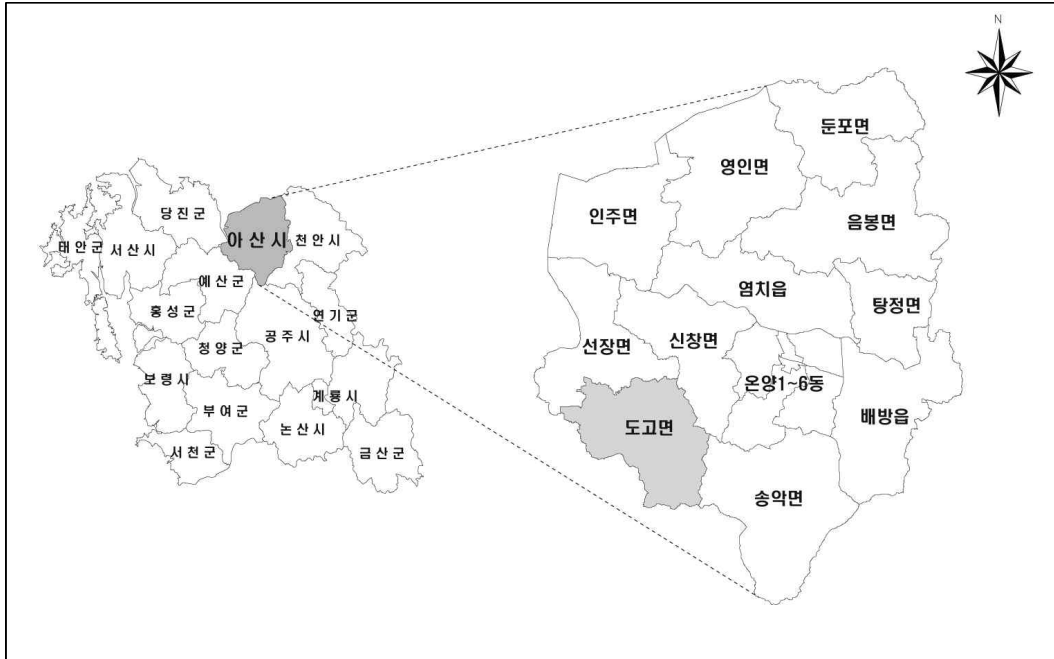 N
둔포면
영인면
인주면
음봉면
염치읍
탕정면
선장면
신창면
온양1~6동
배방읍
도고면
송악면
당진군
아산시
천안시
태안군
서산시
예산군
홍성군
연기군
공주시
청양군
보령시
계룡시
부여군
논산시
서천군
금산군